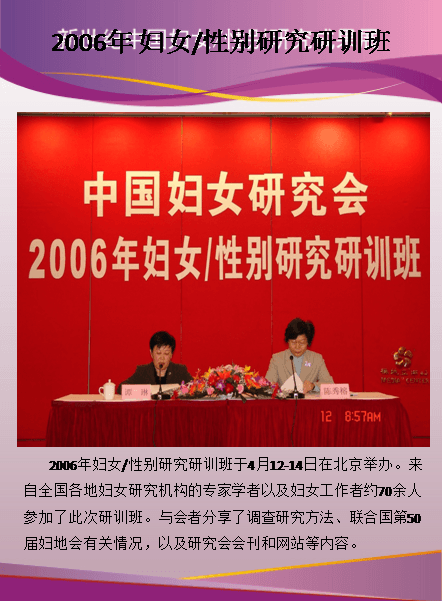 2006年妇女/性别研究研训班
中国妇女研究会
2006年妇女/性别研究研训班
谭 琳
陈秀榕
12 8:57AM
2006年妇女/性别研究研训班于4月12-14日在北京举办。来
自全国各地妇女研究机构的专家学者以及妇女工作者约70余人
参加了此次研训班。与会者分享了调查研究方法、联合国第50
届妇地会有关情况，以及研究会会刊和网站等内容。